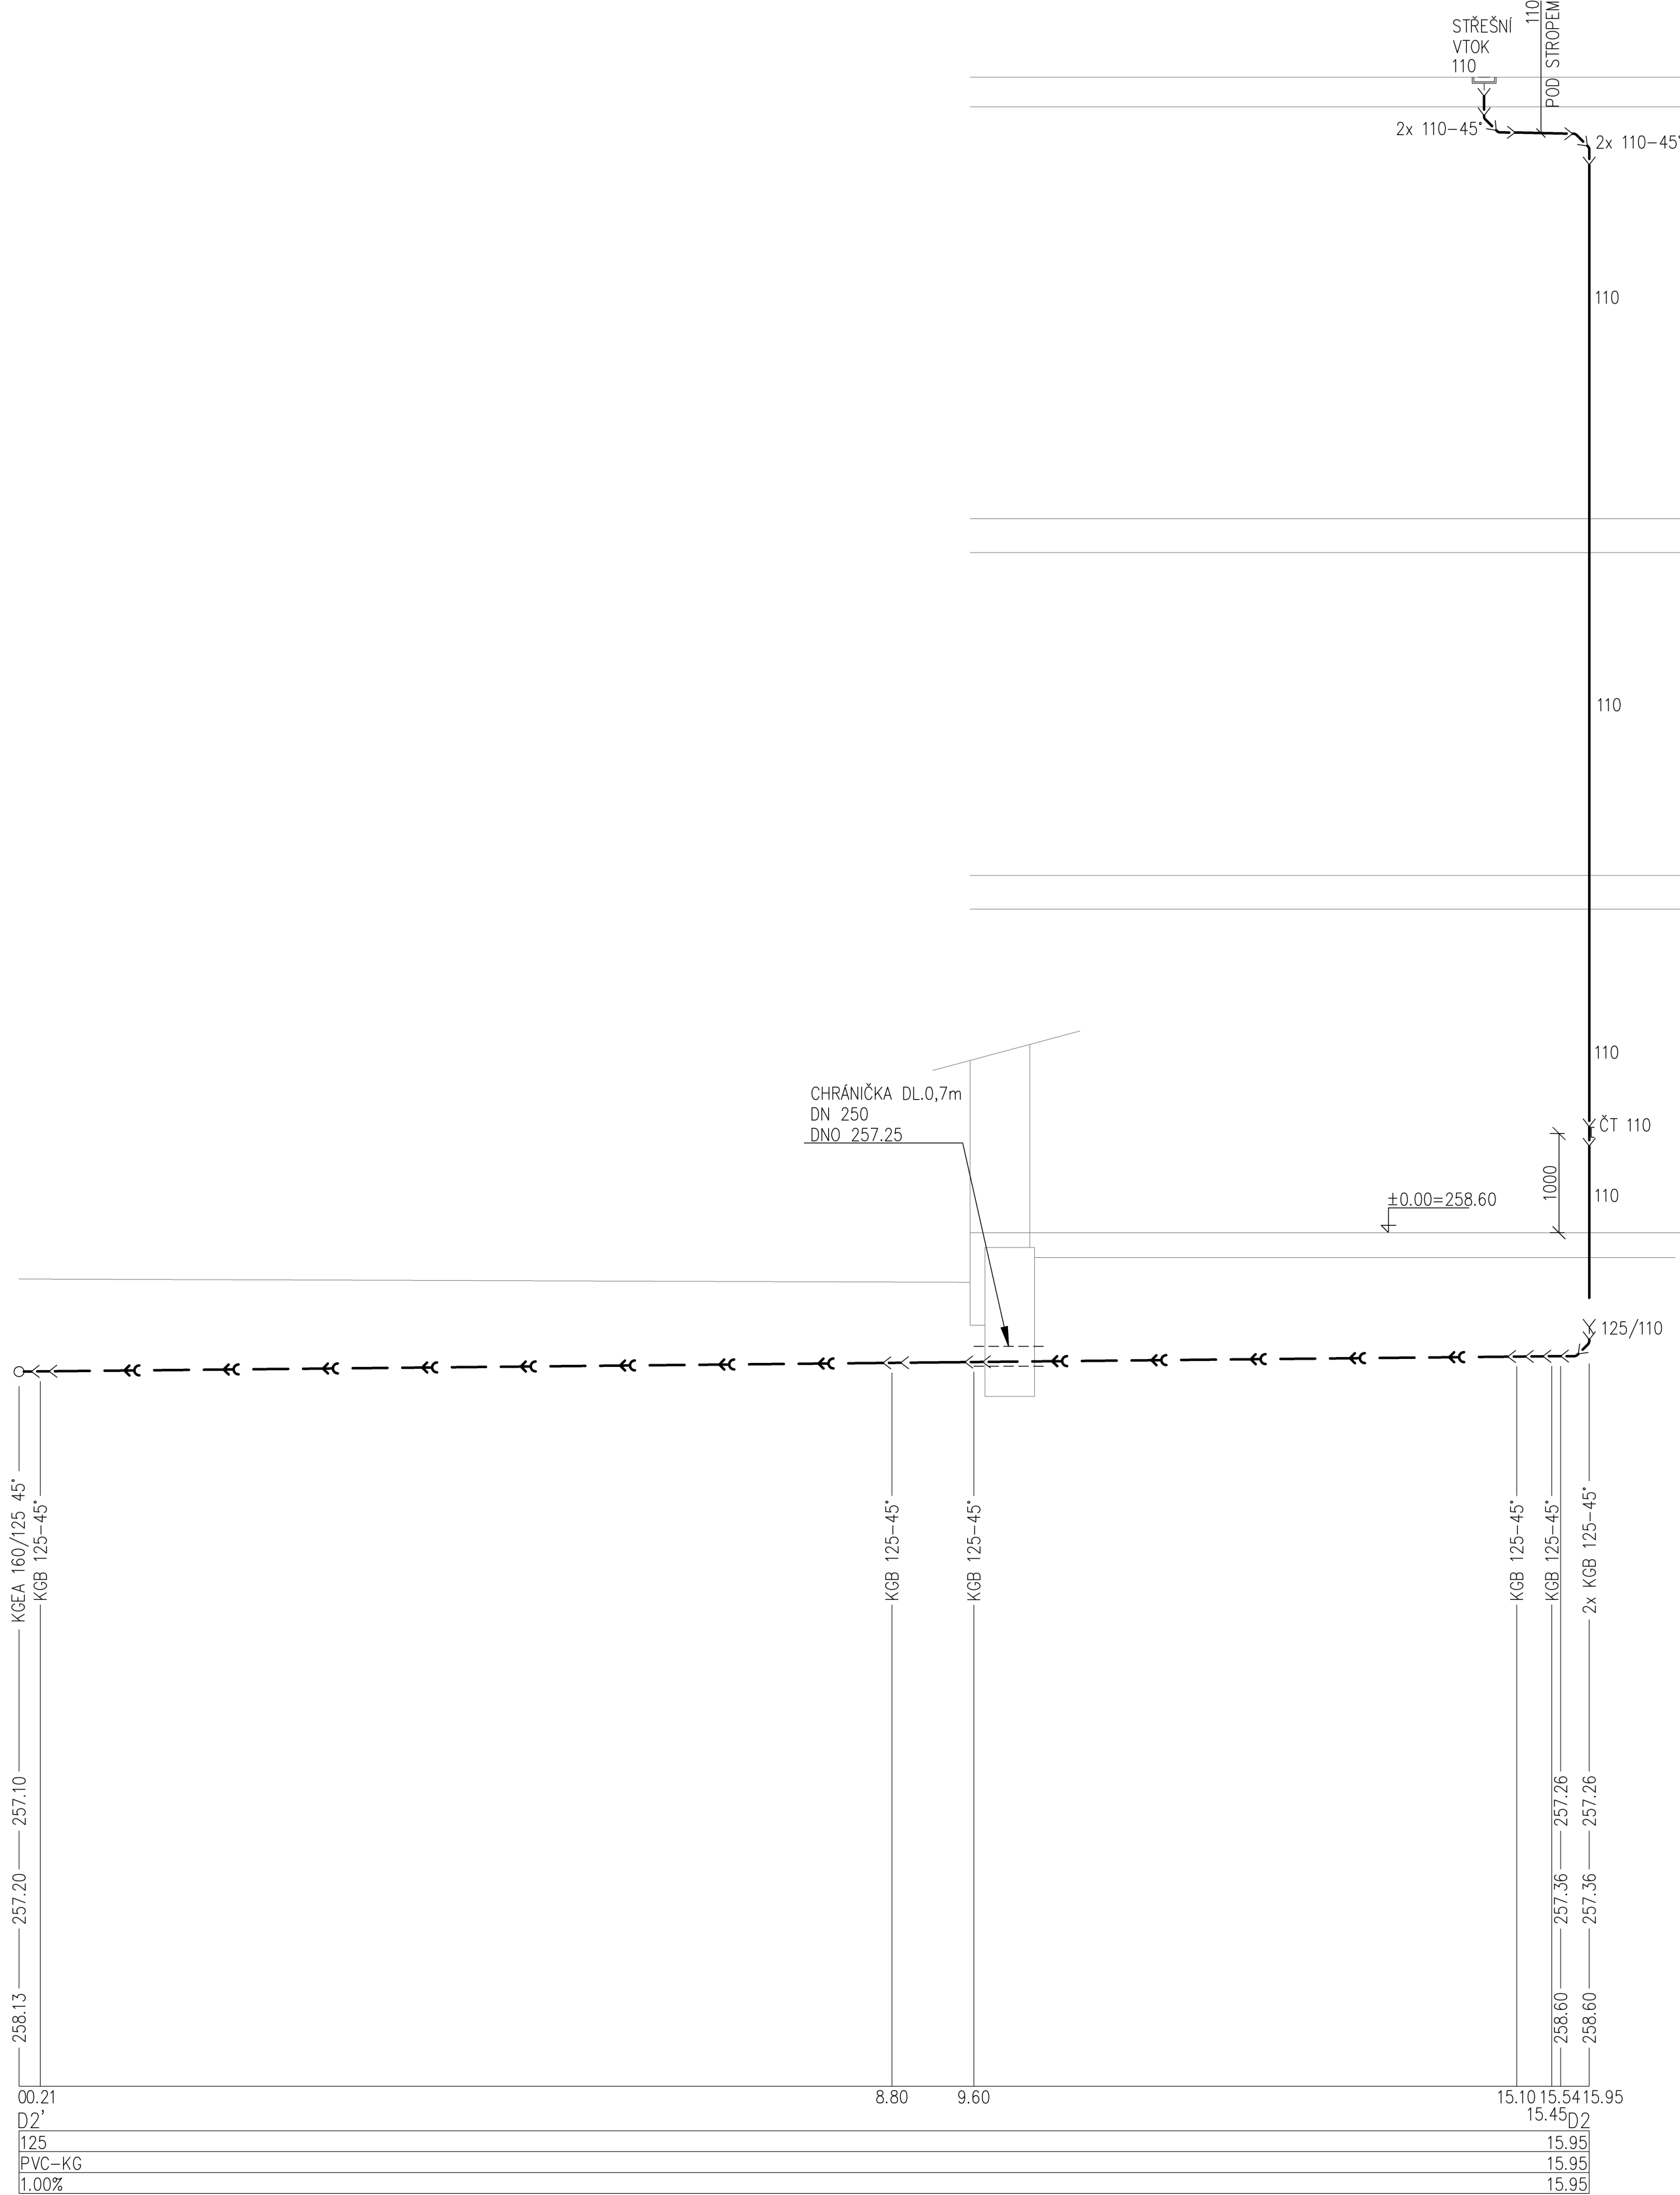 STŘEŠNÍ
VTOK
110
110
POD STROPEM
2x 110-45°
2x 110-45°
110
110
110
CHRÁNIČKA DL.0,7m
DN 250
DNO 257.25
ČT 110
1000
110
±0.00=258.60
125/110
KGEA 160/125 45°
KGB 125-45°
KGB 125-45°
KGB 125-45°
KGB 125-45°
KGB 125-45°
2x KGB 125-45°
257.10
257.26
257.26
257.20
257.36
257.36
258.13
258.60
258.60
00.21
8.80
9.60
15.10
15.54
15.95
15.45
D2'
D2
125 15.95
PVC-KG 15.95
1.00% 15.95